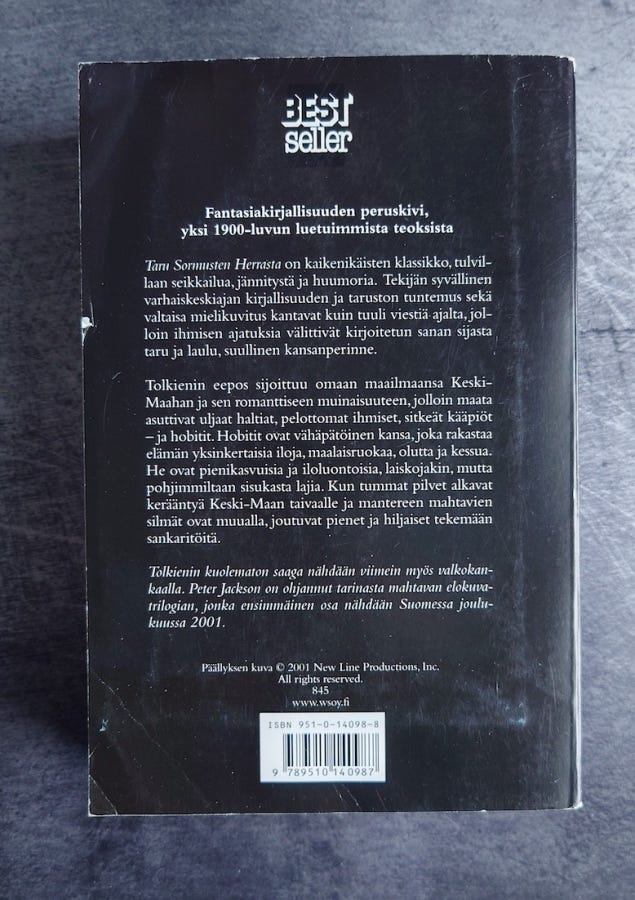 BEST
seller
Fantasiakirjallisuuden peruskivi,
yksi 1900-luvun luetuimmista teoksista
Taru Sormusten Herrasta on kaikenikäisten klassikko, tulvil-
laan seikkailua, jännitystä ja huumoria. Tekijän syvällinen
varhaiskeskiajan kirjallisuuden ja taruston tuntemus sekä
valtaisa mielikuvitus kantavat kuin tuuli viestiä ajalta, jol-
loin ihmisen ajatuksia välittivät kirjoitetun sanan sijasta
taru ja laulu, suullinen kansanperinne.
Tolkienin eepos sijoittuu omaan maailmaansa Keski-
Maahan ja sen romanttiseen muinaisuuteen, jolloin maata
asuttivat uljaat haltiat, pelottomat ihmiset, sitkeät kääpiöt
– ja hobitit. Hobitit ovat vähäpätöinen kansa, joka rakastaa
elämän yksinkertaisia iloja, maalaisruokaa, olutta ja kessua.
He ovat pienikasvuisia ja iloluontoisia, laiskojakin, mutta
pohjimmiltaan sisukasta lajia. Kun tummat pilvet alkavat
kerääntyä Keski-Maan taivaalle ja mantereen mahtavien
silmät ovat muualla, joutuvat pienet ja hiljaiset tekemään
sankaritöitä.
Tolkienin kuolematon saaga nähdään viimein myös valkokan-
kaalla. Peter Jackson on ohjannut tarinasta mahtavan elokuva-
trilogian, jonka ensimmäinen osa nähdään Suomessa joulu-
kuussa 2001.
Päällyksen kuva © 2001 New Line Productions, Inc.
All rights reserved.
845
www.wsoy.fi
ISBN 951-0-14098-8
9 789510 140987